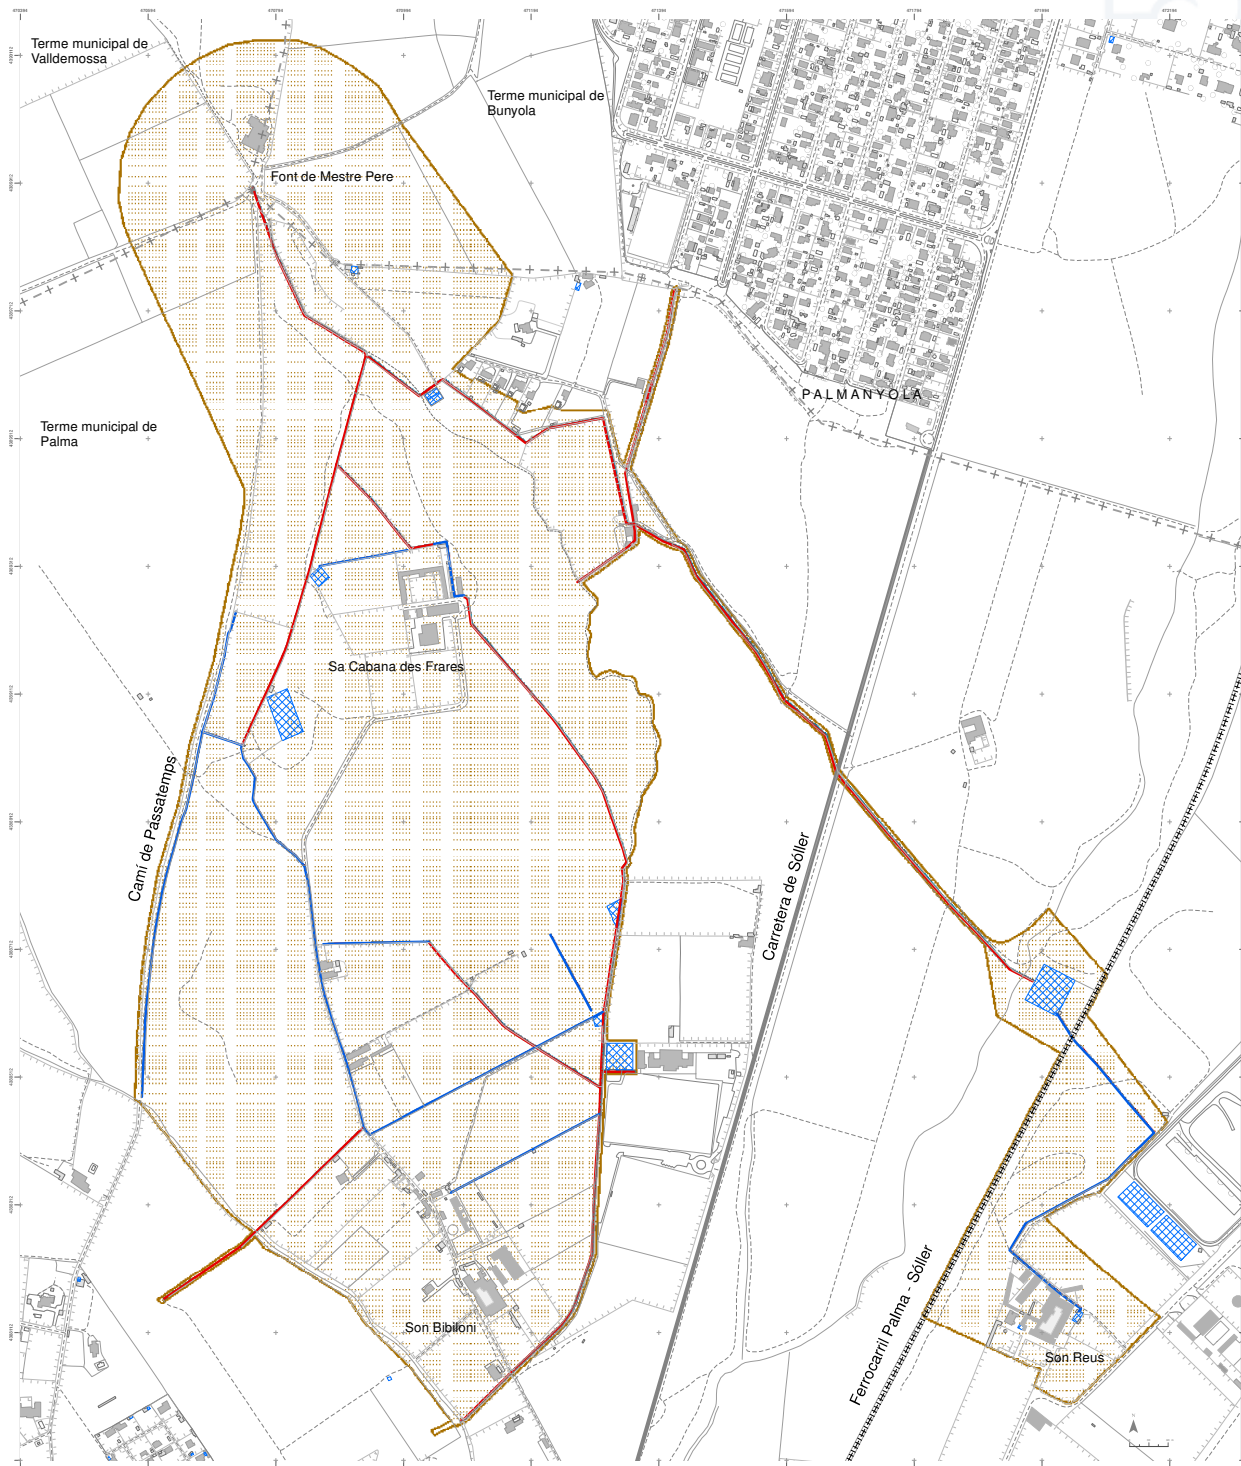 Terme municipal de
Valldemossa
Terme municipal de
Bunyola
Font de Mestre Pere
PALMANYOLA
Terme municipal de
Palma
Sa Cabana des Frares
Camí de Passatemps
Carretera de Sóller
Ferrocarril Palma - Sóller
Son Bibiloni
Son Reus